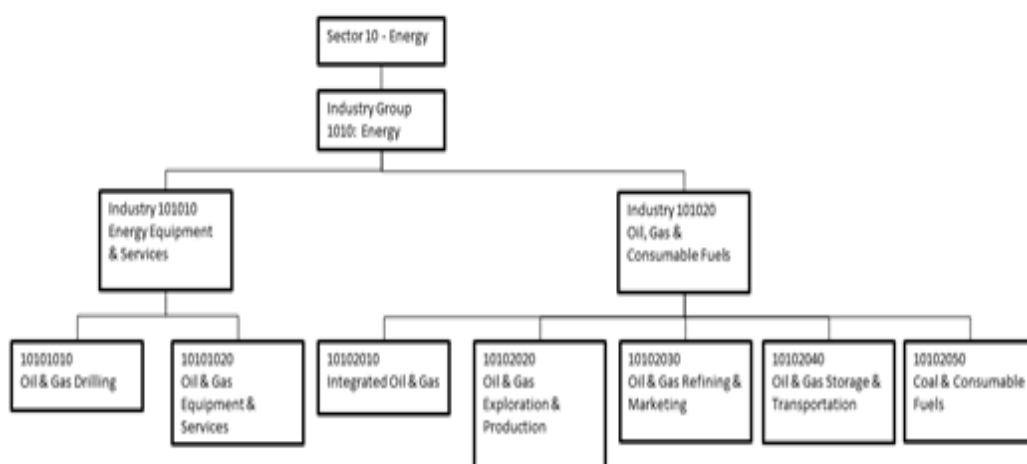 Sector 10 - Energy
Industry Group
1010: Energy
Industry 101010
Energy Equipment
& Services
Industry 101020
Oil, Gas &
Consumable Fuels
10101010
Oil & Gas Drilling
10101020
Oil & Gas
Equipment &
Services
10102010
Integrated Oil & Gas
10102020
Oil & Gas
Exploration &
Production
10102030
Oil & Gas Refining &
Marketing
10102040
Oil & Gas Storage &
Transportation
10102050
Coal & Consumable
Fuels